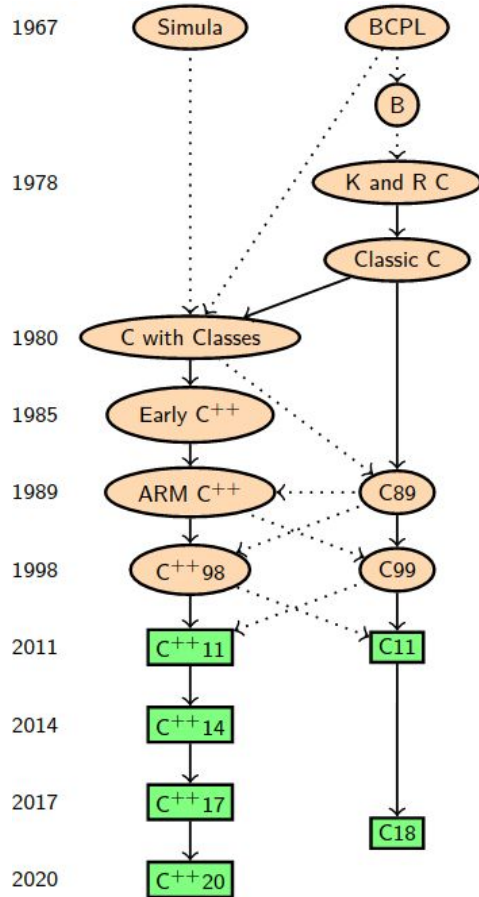 1967 Simula BCPL
B
1978 K and R C
Classic C
1980 C with Classes
1985 Early C++
1989 ARM C++ C89
1998 C++98 C99
2011 C++11 C11
2014 C++14
2017 C++17
C18
2020 C++20